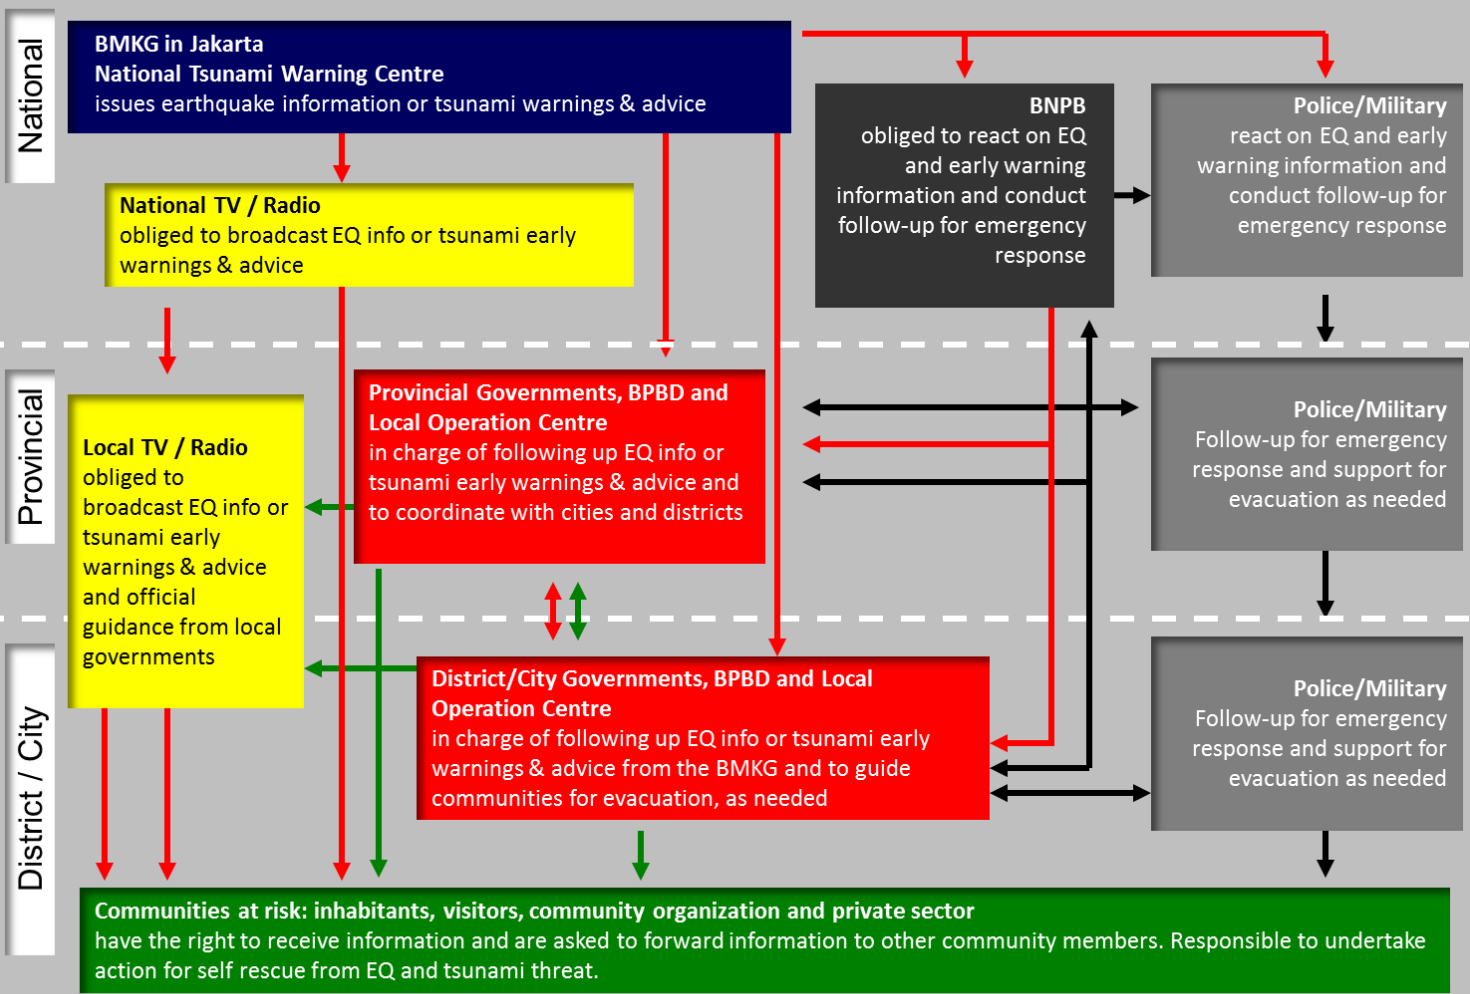 National
BMKG in Jakarta
National Tsunami Warning Centre
issues earthquake information or tsunami warnings & advice
BNPB
obliged to react on EQ
and early warning
information and conduct
follow-up for emergency
response
Police/Military
react on EQ and early
warning information and
conduct follow-up for
emergency response
National TV / Radio
obliged to broadcast EQ info or tsunami early
warnings & advice
Provincial
Local TV / Radio
obliged to
broadcast EQ info or
tsunami early
warnings & advice
and official
guidance from local
governments
Provincial Governments, BPBD and
Local Operation Centre
in charge of following up EQ info or
tsunami early warnings & advice and
to coordinate with cities and districts
Police/Military
Follow-up for emergency
response and support for
evacuation as needed
District / City
District/City Governments, BPBD and Local
Operation Centre
in charge of following up EQ info or tsunami early
warnings & advice from the BMKG and to guide
communities for evacuation, as needed
Police/Military
Follow-up for emergency
response and support for
evacuation as needed
Communities at risk: inhabitants, visitors, community organization and private sector
have the right to receive information and are asked to forward information to other community members. Responsible to undertake
action for self rescue from EQ and tsunami threat.